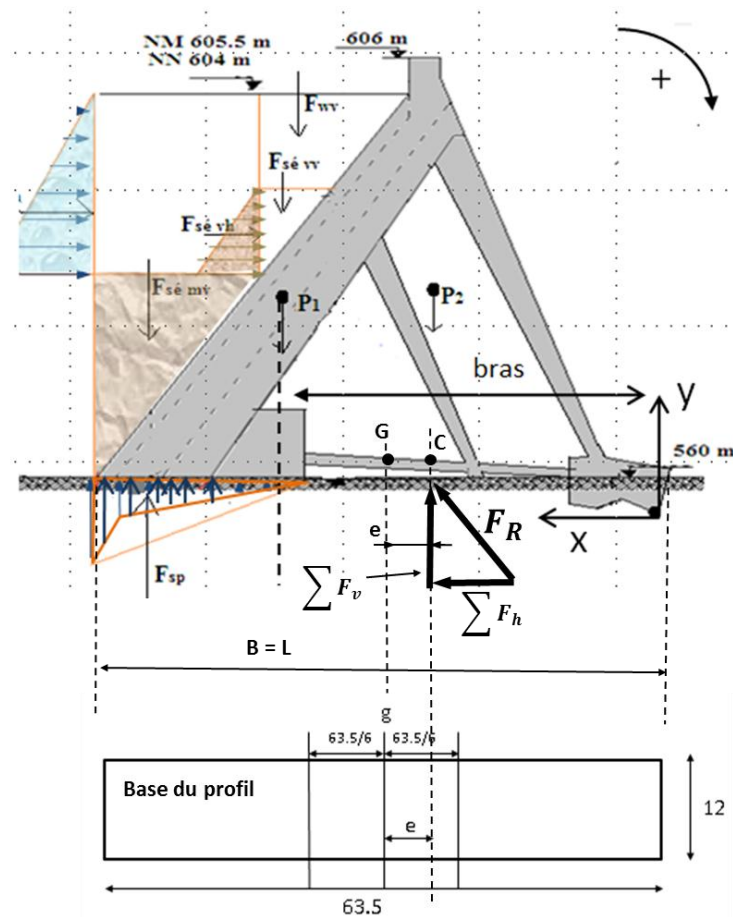 NM 605.5 m
NN 604 m
606 m
+
Fwv
Fsé vv
Fsé vh
Fsé mv
P1
P2
bras
y
G
C
560 m
e
FR
x
Fsp
∑ Fv
∑ Fh
B = L
g
63.5/6
63.5/6
Base du profil
12
e
63.5